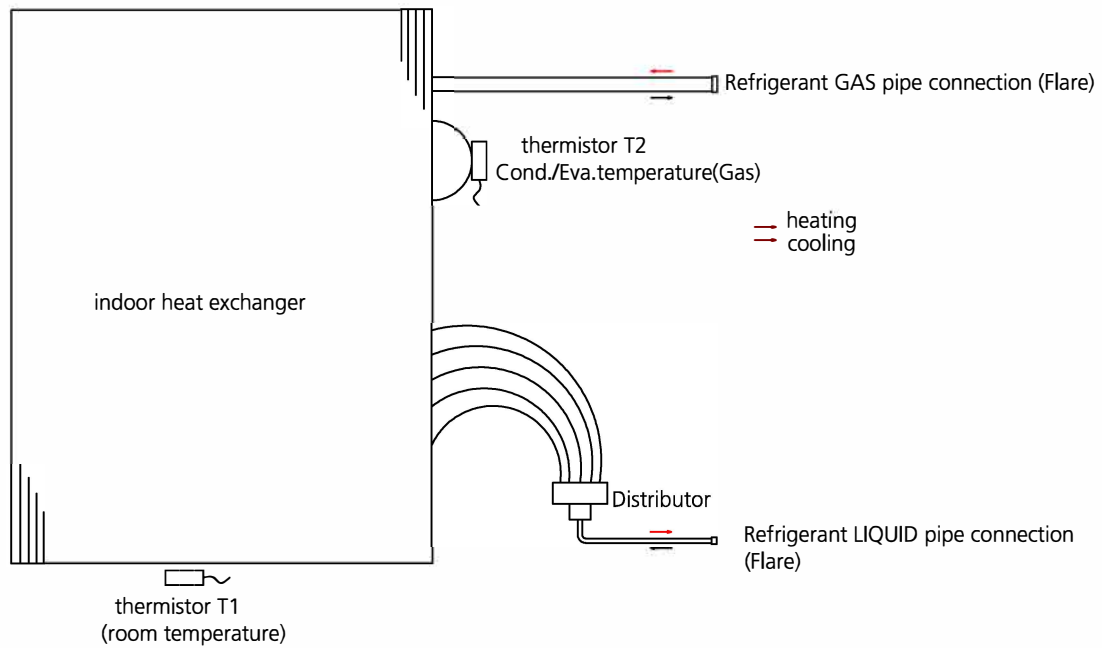 Refrigerant GAS pipe connection (Flare)
thermistor T2
Cond./Eva.temperature(Gas)
heating
cooling
indoor heat exchanger
Distributor
Refrigerant LIQUID pipe connection
(Flare)
thermistor T1
(room temperature)